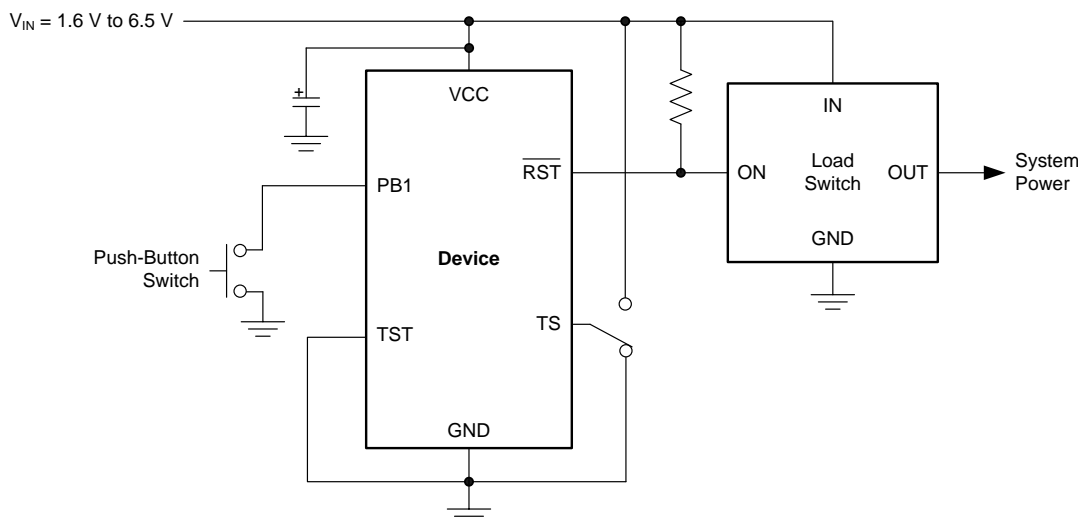 V_IN = 1.6 V to 6.5 V
+
VCC
IN
RST
PB1
ON
Load
Switch
OUT
System
Power
GND
Push-Button
Switch
Device
TST
TS
GND